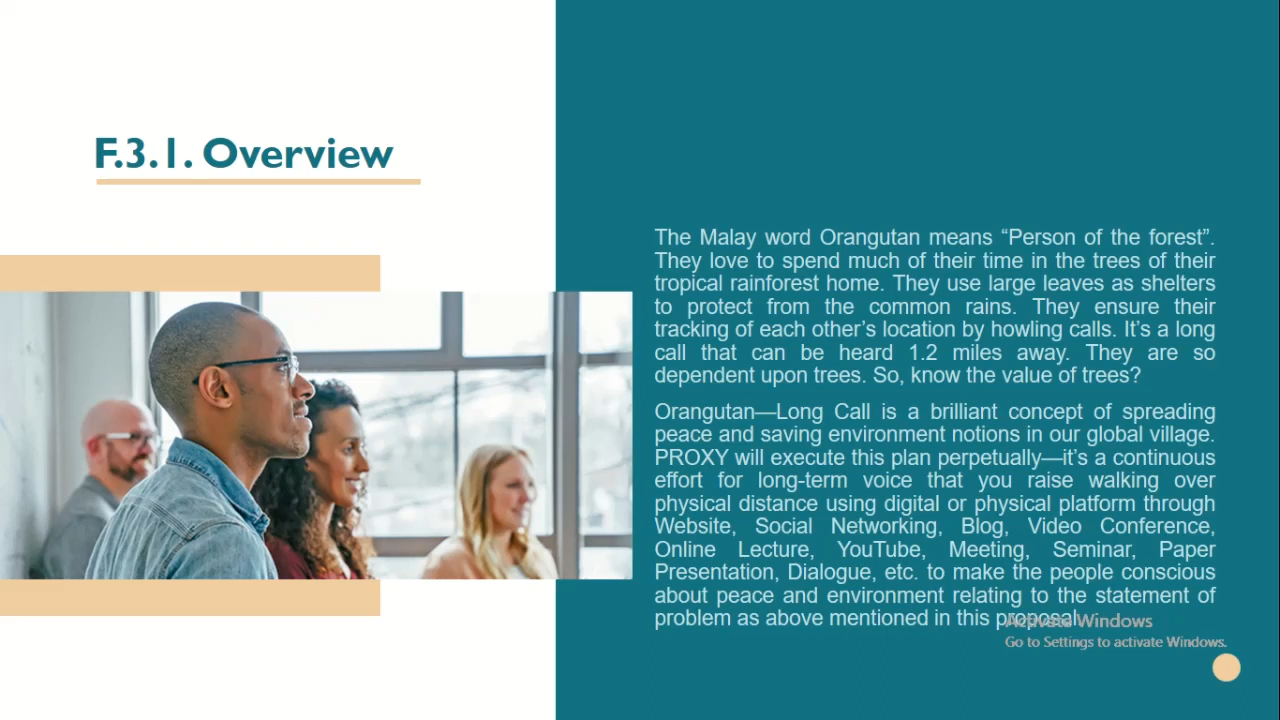 F.3.1. Overview
The Malay word Orangutan means “Person of the forest”.
They love to spend much of their time in the trees of their
tropical rainforest home. They use large leaves as shelters
to protect from the common rains. They ensure their
tracking of each other’s location by howling calls. It’s a long
call that can be heard 1.2 miles away. They are so
dependent upon trees. So, know the value of trees?
Orangutan—Long Call is a brilliant concept of spreading
peace and saving environment notions in our global village.
PROXY will execute this plan perpetually—it’s a continuous
effort for long-term voice that you raise walking over
physical distance using digital or physical platform through
Website, Social Networking, Blog, Video Conference,
Online Lecture, YouTube, Meeting, Seminar, Paper
Presentation, Dialogue, etc. to make the people conscious
about peace and environment relating to the statement of
problem as above mentioned in this proposal.
Activate Windows
Go to Settings to activate Windows.